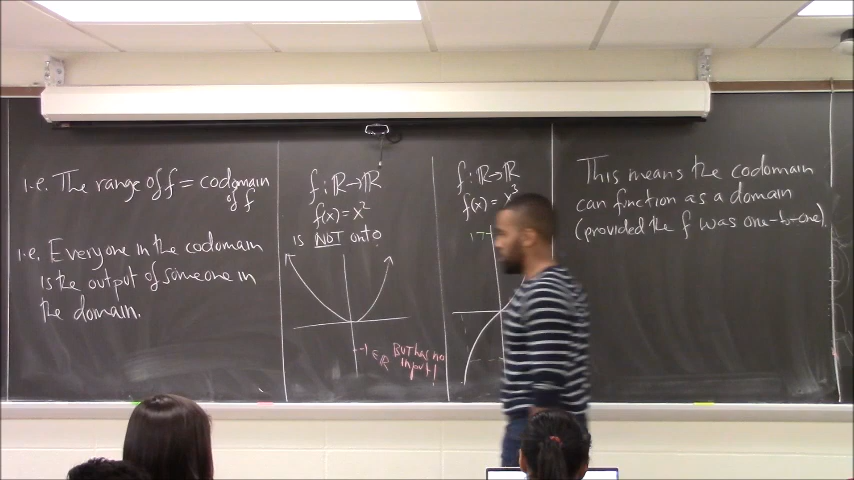 i.e. The range of f = codomain
of f
i.e. Everyone in the codomain
is the output of someone in
the domain.
f : ℝ→ℝ
f(x) = x²
is NOT onto
-1 ∈ ℝ But has no
input!
f : ℝ→ℝ
f(x) = x³
This means the codomain
can function as a domain
(provided the f was one-to-one).